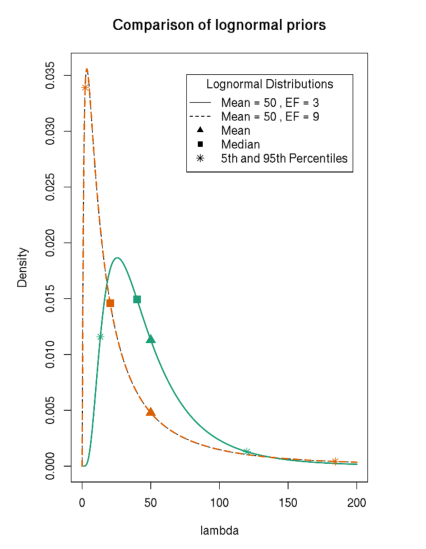 Comparison of lognormal priors
Lognormal Distributions
Mean = 50 , EF = 3
Mean = 50 , EF = 9
Mean
Median
5th and 95th Percentiles
Density
0.035
0.030
0.025
0.020
0.015
0.010
0.005
0.000
0 50 100 150 200
lambda